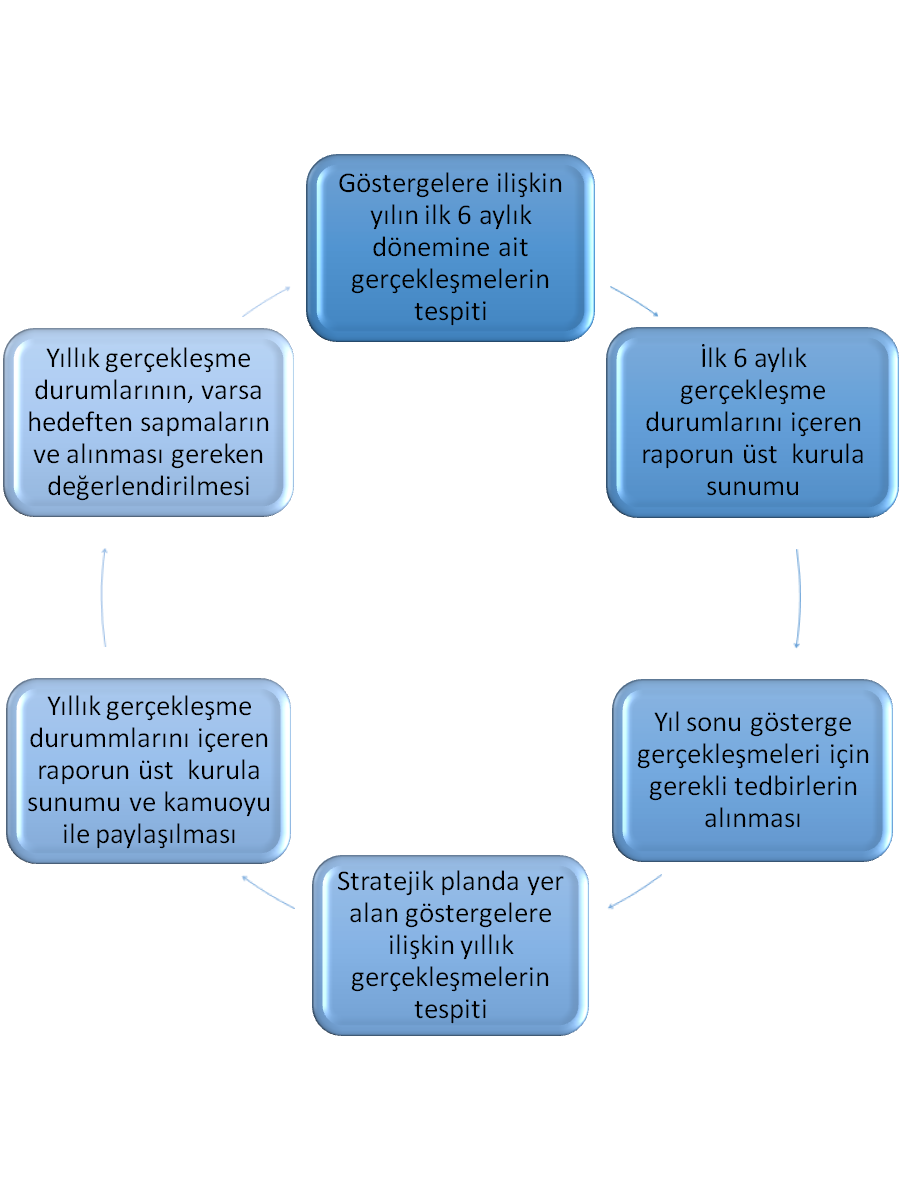 Göstergelere ilişkin
yılın ilk 6 aylık
dönemine ait
gerçekleşmelerin
tespiti
İlk 6 aylık
gerçekleşme
durumlarını içeren
raporun üst  kurula
sunumu
Yıl sonu gösterge
gerçekleşmeleri için
gerekli tedbirlerin
alınması
Stratejik planda yer
alan göstergelere
ilişkin yıllık
gerçekleşmelerin
tespiti
Yıllık gerçekleşme
durummlarını içeren
raporun üst  kurula
sunumu ve kamuoyu
ile paylaşılması
Yıllık gerçekleşme
durumlarının, varsa
hedeften sapmaların
ve alınması gereken
değerlendirilmesi